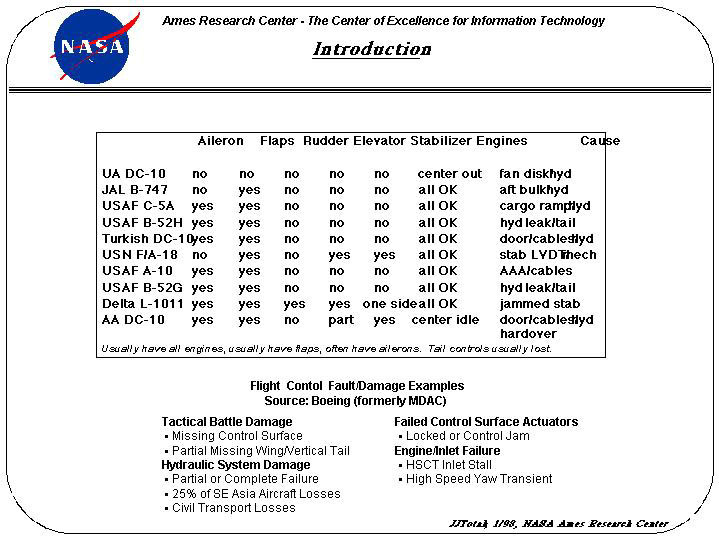 Ames Research Center - The Center of Excellence for Information Technology
NASA
Introduction
Aileron Flaps Rudder Elevator Stabilizer Engines Cause
UA DC-10 no no no no no center out fan disk/hyd
JAL B-747 no yes no no no all OK aft bulk/hyd
USAF C-5A yes yes no no no all OK cargo ramp/hyd
USAF B-52H yes yes no no no all OK hyd leak/tail
Turkish DC-10 yes yes no no no all OK door/cables/hyd
USN F/A-18 no yes no yes yes all OK stab LVDT/mech
USAF A-10 yes yes no no no all OK AAA/cables
USAF B-52G yes yes no no no all OK hyd leak/tail
Delta L-1011 yes yes yes yes one side all OK jammed stab
AA DC-10 yes yes no part yes center idle door/cables/hyd
hardover
Usually have all engines, usually have flaps, often have ailerons. Tail controls usually lost.
Flight Contol Fault/Damage Examples
Source: Boeing (formerly MDAC)
Tactical Battle Damage
• Missing Control Surface
• Partial Missing Wing/Vertical Tail
Hydraulic System Damage
• Partial or Complete Failure
• 25% of SE Asia Aircraft Losses
• Civil Transport Losses
Failed Control Surface Actuators
• Locked or Control Jam
Engine/Inlet Failure
• HSCT Inlet Stall
• High Speed Yaw Transient
JJTotah, 1/98, NASA Ames Research Center